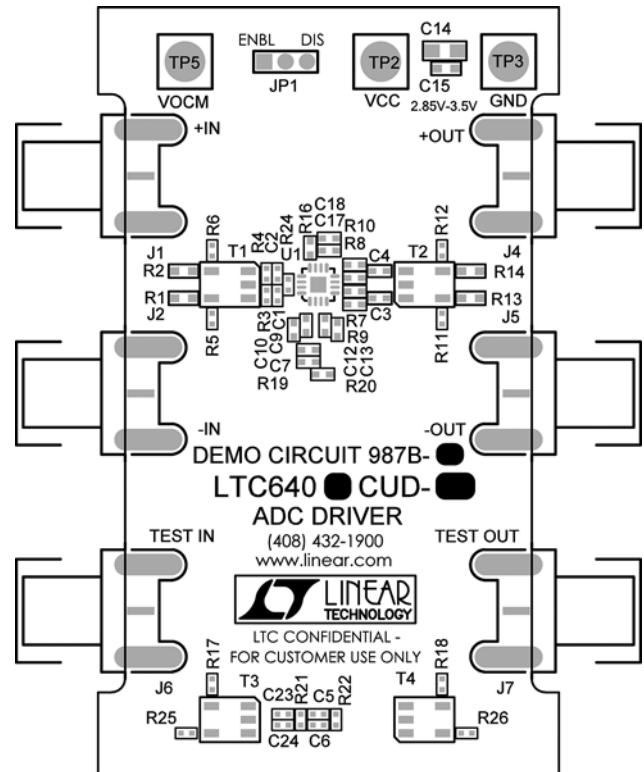 C14
ENBL DIS
TP5 TP2 TP3
JP1 C15
VOCM VCC 2.85V-3.5V GND
+IN +OUT
R6 R4 C2 R24 R16 C18 R12
C17 R10
J1 T1 U1 R8 C4 T2 J4
R2 R14
R1 R13
J2 R3 C1 R7 C3 J5
R5 R9 R11
C10 C9 C7 C12 C13
R19 R20
-IN -OUT
DEMO CIRCUIT 987B-
LTC640 CUD-
ADC DRIVER
TEST IN (408) 432-1900 TEST OUT
www.linear.com
LT LINEAR
TECHNOLOGY
LTC CONFIDENTIAL -
FOR CUSTOMER USE ONLY
R17 R18
J6 T3 R21 R22 T4 J7
C23 C5
R25 R26
C24 C6